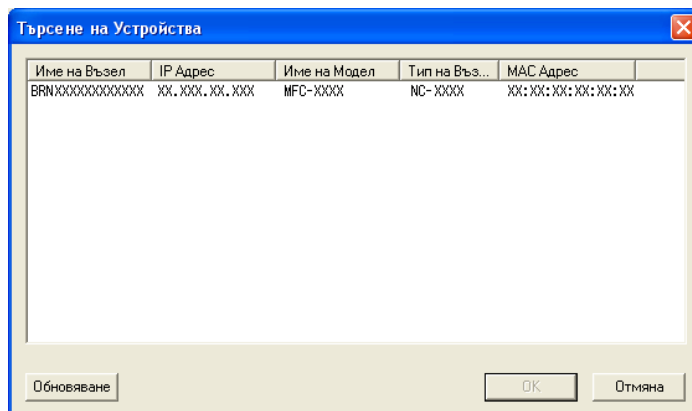 Търсене на Устройства
Име на Възел IP Адрес Име на Модел Тип на Въз... MAC Адрес
BRNXXXXXXXXXXXX XX.XXX.XX.XXX MFC-XXXX NC-XXXX XX:XX:XX:XX:XX:XX
Обновяване OK Отмяна